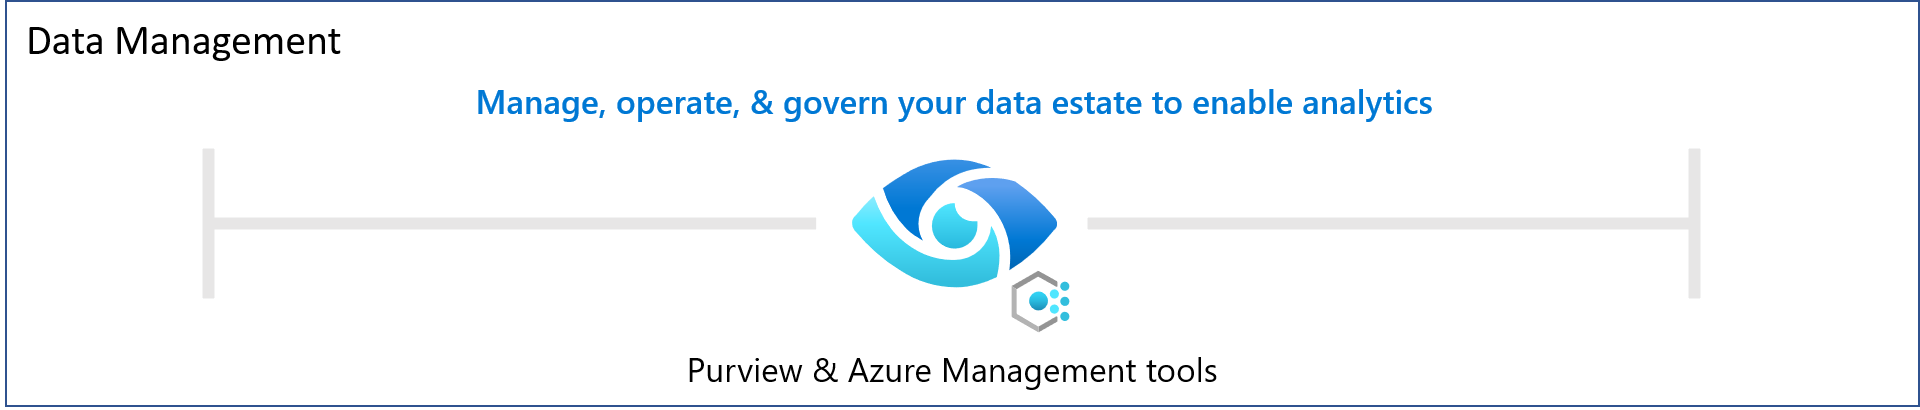 Data Management
Manage, operate, & govern your data estate to enable analytics
Purview & Azure Management tools